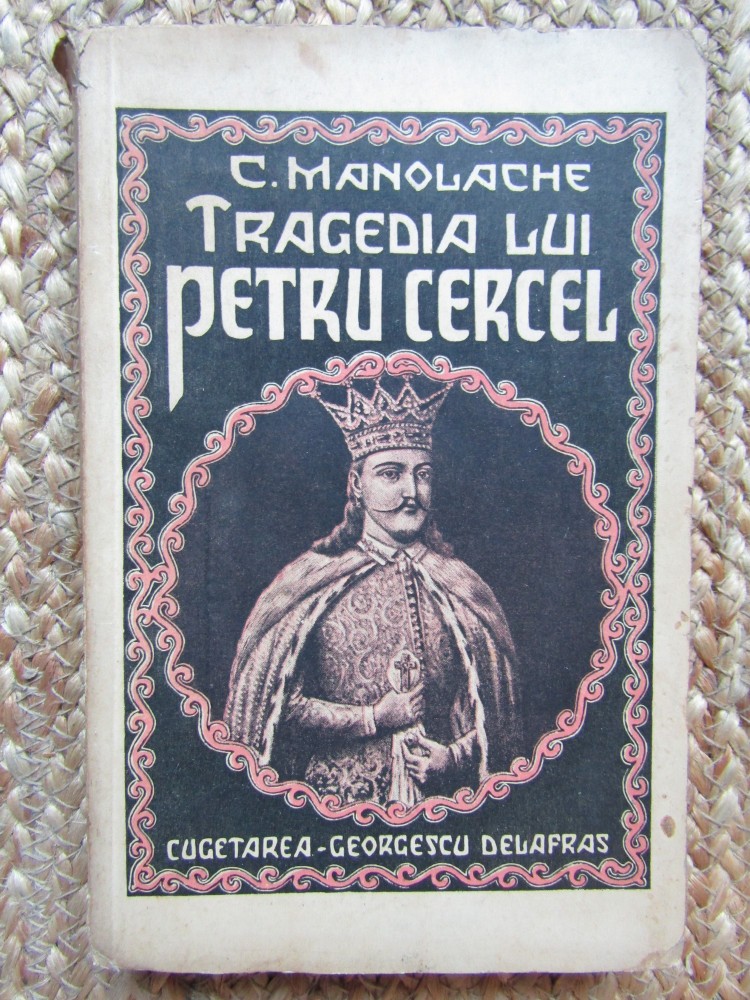 C. MANOLACHE
TRAGEDIA LUI
PETRU CERCEL
CUGETAREA - GEORGESCU DELAFRAS